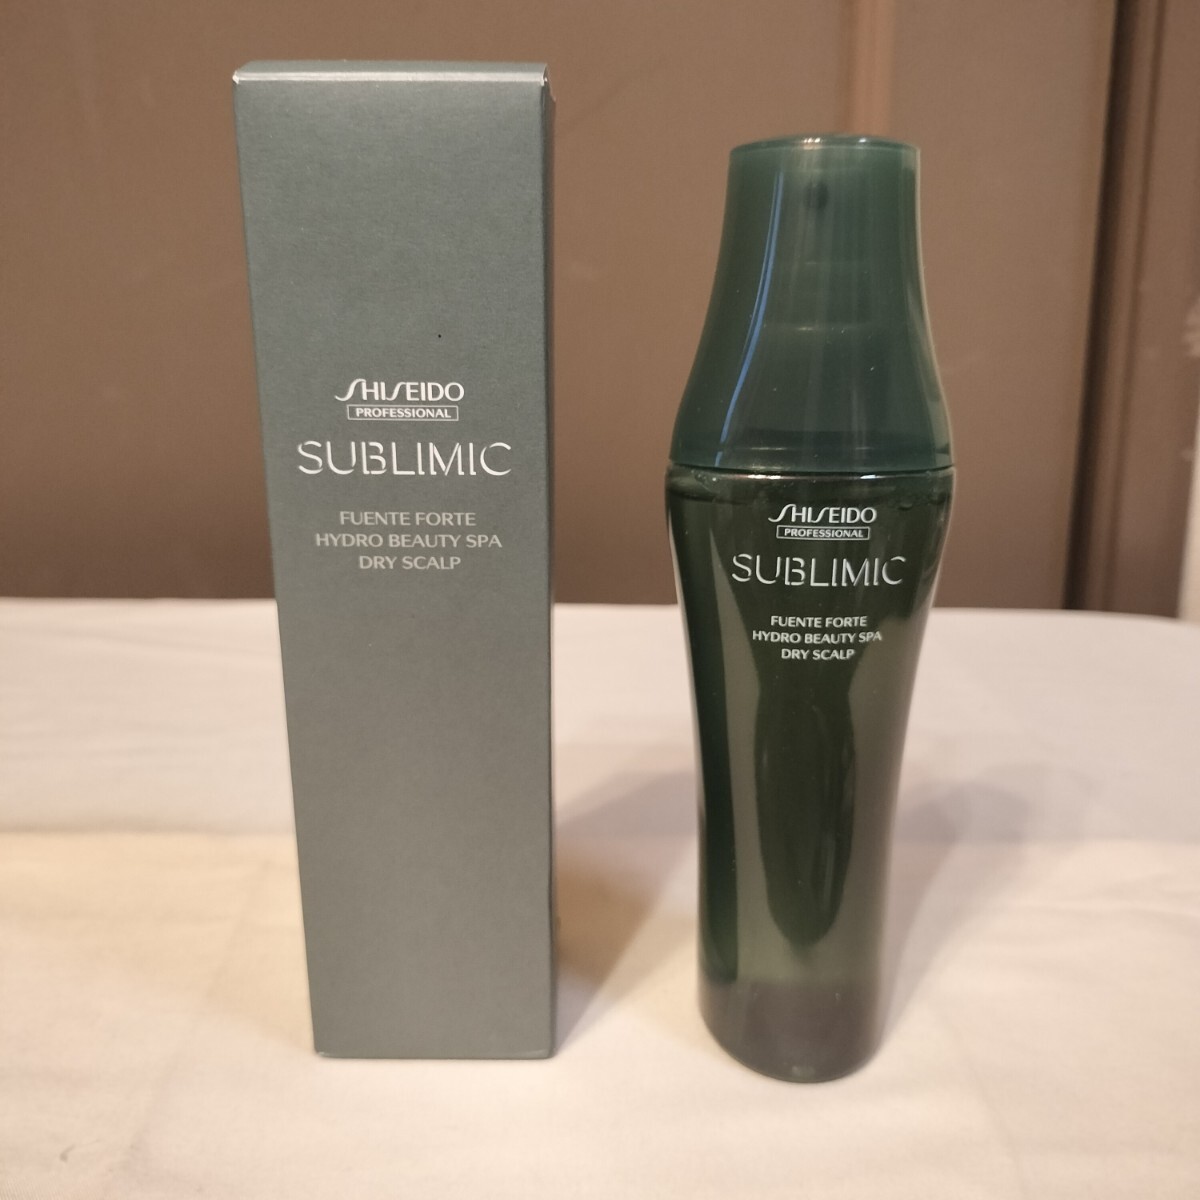 SHISEIDO
PROFESSIONAL
SUBLIMIC
FUENTE FORTE
HYDRO BEAUTY SPA
DRY SCALP
SHISEIDO
PROFESSIONAL
SUBLIMIC
FUENTE FORTE
HYDRO BEAUTY SPA
DRY SCALP